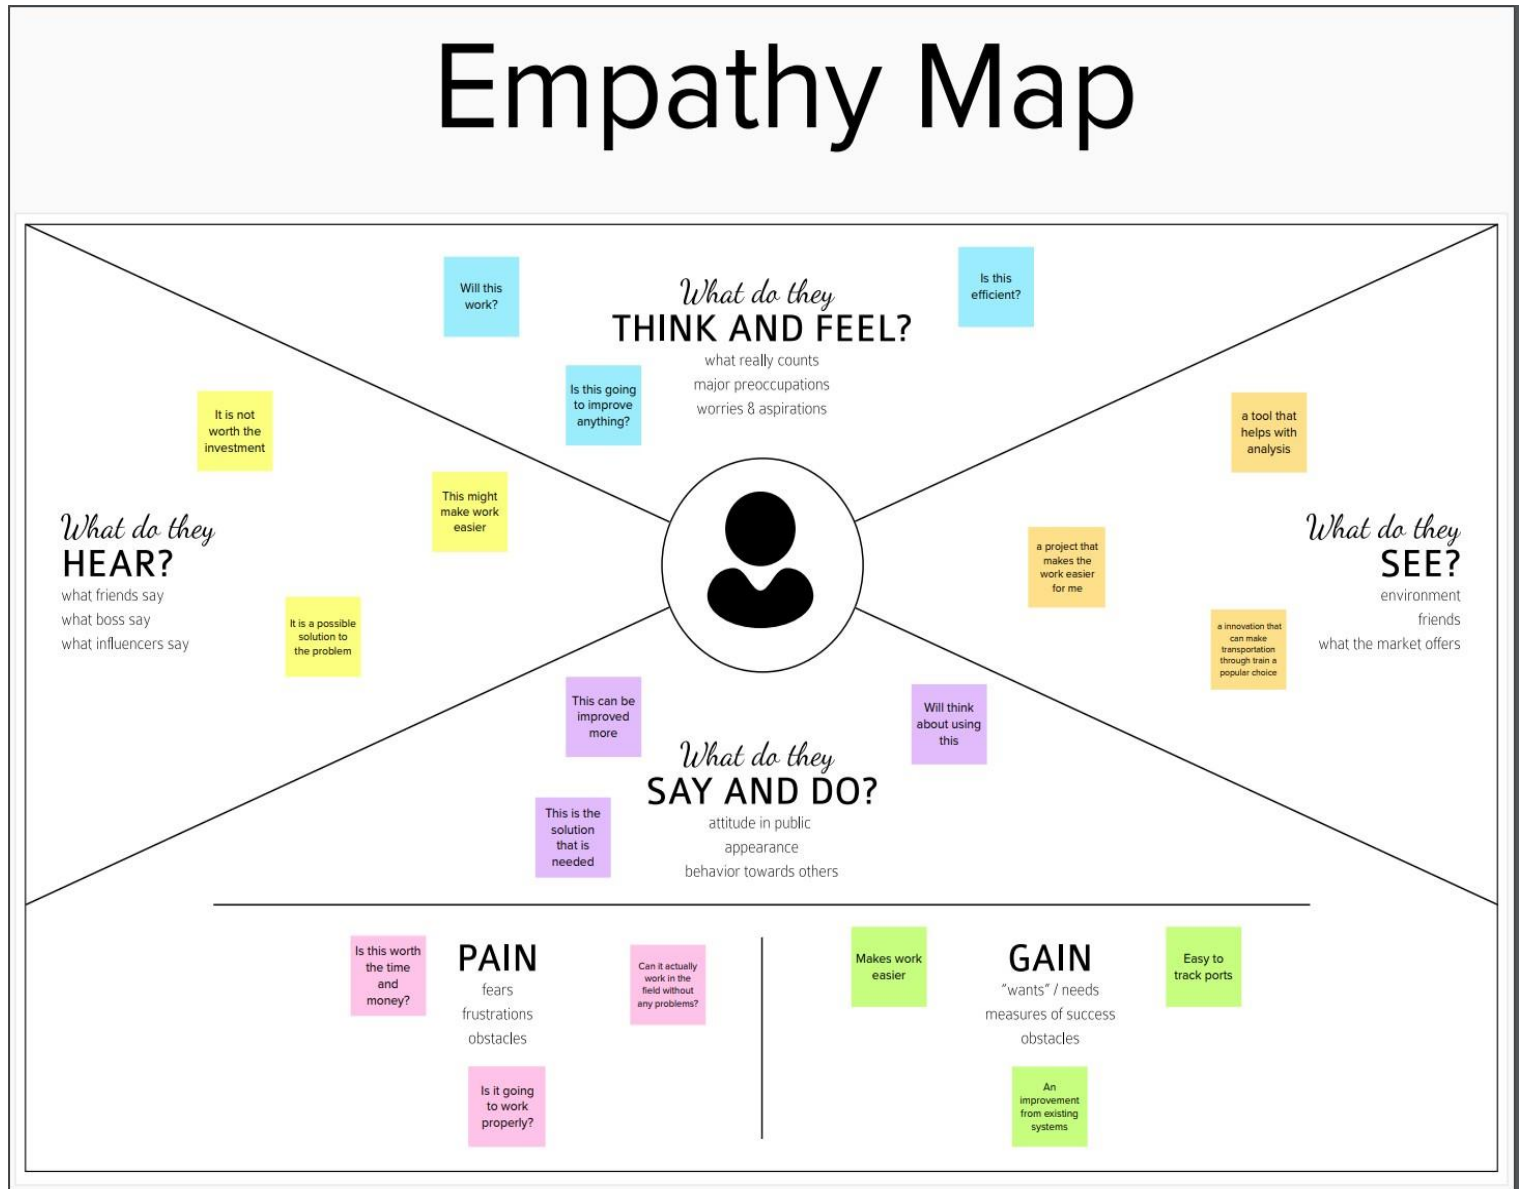 Empathy Map
Will this
work?
What do they
THINK AND FEEL?
what really counts
major preoccupations
worries & aspirations
Is this
efficient?
Is this going
to improve
anything?
It is not
worth the
investment
This might
make work
easier
What do they
HEAR?
what friends say
what boss say
what influencers say
It is a possible
solution to
the problem
a tool that
helps with
analysis
a project that
makes the
work easier
for me
What do they
SEE?
environment
friends
what the market offers
a innovation that
can make
transportation
through train a
popular choice
This can be
improved
more
What do they
SAY AND DO?
attitude in public
appearance
behavior towards others
Will think
about using
this
This is the
solution
that is
needed
Is this worth
the time
and
money?
PAIN
fears
frustrations
obstacles
Can it actually
work in the
field without
any problems?
Is it going
to work
properly?
Makes work
easier
GAIN
"wants" / needs
measures of success
obstacles
Easy to
track ports
An
improvement
from existing
systems